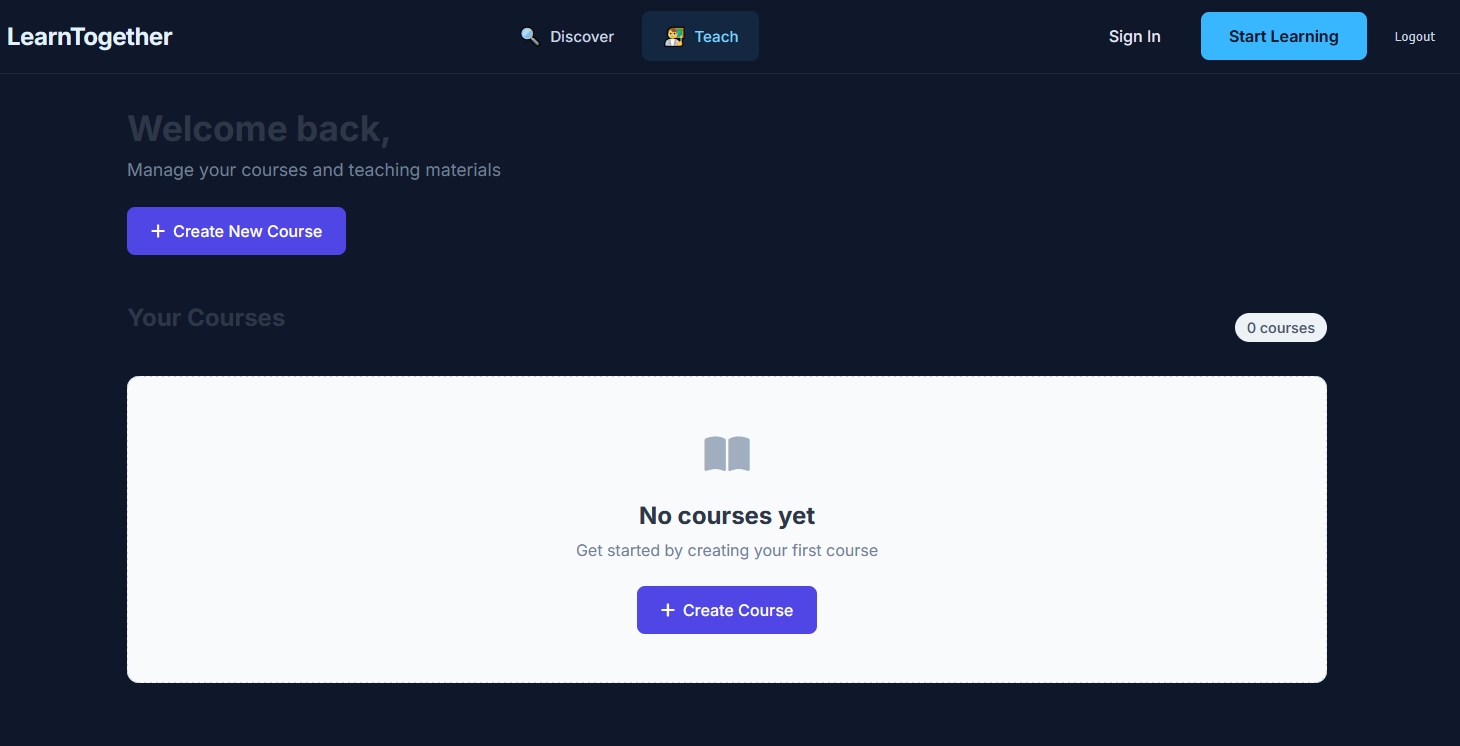 LearnTogether
Discover
Teach
Sign In
Start Learning
Logout
Welcome back,
Manage your courses and teaching materials
+ Create New Course
Your Courses
0 courses
No courses yet
Get started by creating your first course
+ Create Course